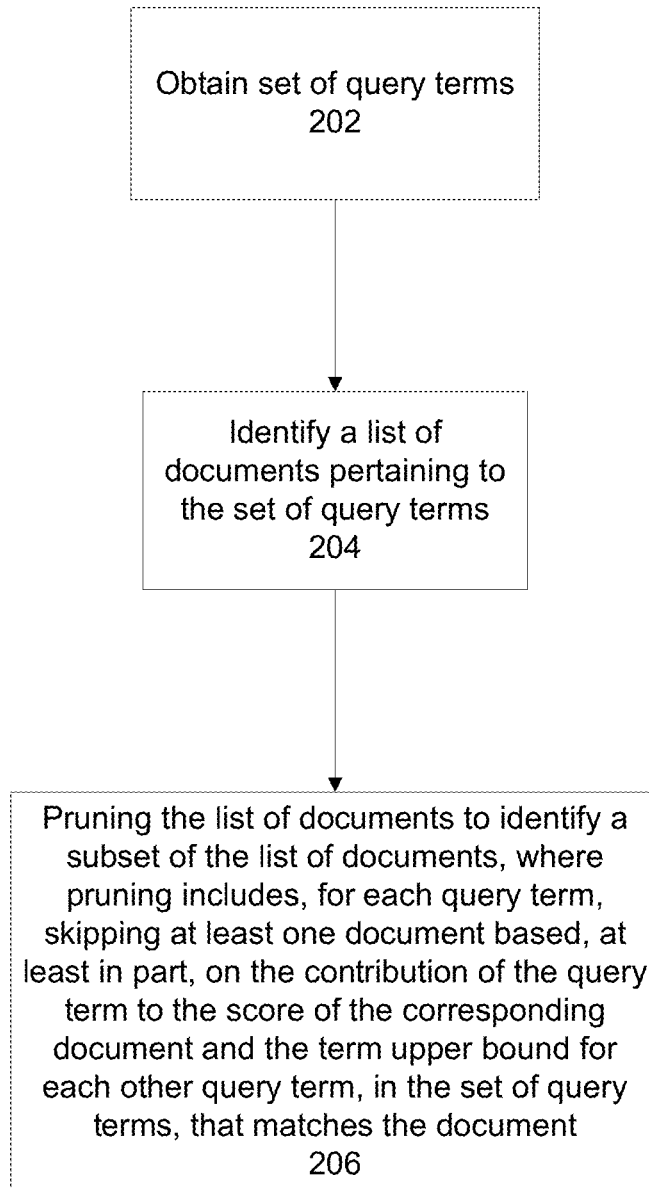 Obtain set of query terms
202
Identify a list of
documents pertaining to
the set of query terms
204
Pruning the list of documents to identify a
subset of the list of documents, where
pruning includes, for each query term,
skipping at least one document based, at
least in part, on the contribution of the query
term to the score of the corresponding
document and the term upper bound for
each other query term, in the set of query
terms, that matches the document
206